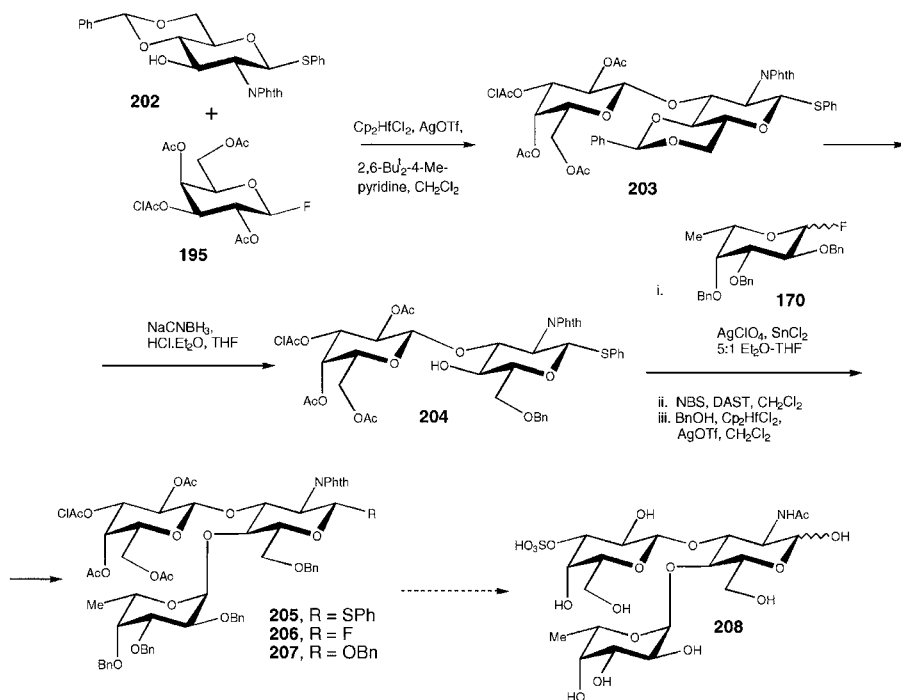 Ph
O
O
O
HO
SPh
NPhth
202
+
AcO
OAc
O
F
ClAcO
AcO
195
Cp₂HfCl₂, AgOTf,
2,6-Buᵗ₂-4-Me-
pyridine, CH₂Cl₂
OAc
NPhth
ClAcO
O
SPh
O
O
O
AcO
Ph
O
AcO
OAc
203
NaCNBH₃,
HCl.Et₂O, THF
OAc
NPhth
ClAcO
O
SPh
O
HO
O
AcO
OAc
OBn
204
i.
Me
O
F
OBn
OBn
BnO
170
AgClO₄, SnCl₂
5:1 Et₂O-THF
ii. NBS, DAST, CH₂Cl₂
iii. BnOH, Cp₂HfCl₂,
AgOTf, CH₂Cl₂
OAc
NPhth
ClAcO
O
R
O
O
O
AcO
OAc
OBn
Me
O
OBn
OBn
BnO
205, R = SPh
206, R = F
207, R = OBn
OH
NHAc
HO₃SO
O
OH
O
O
O
HO
OH
OH
Me
O
OH
HO
HO
208